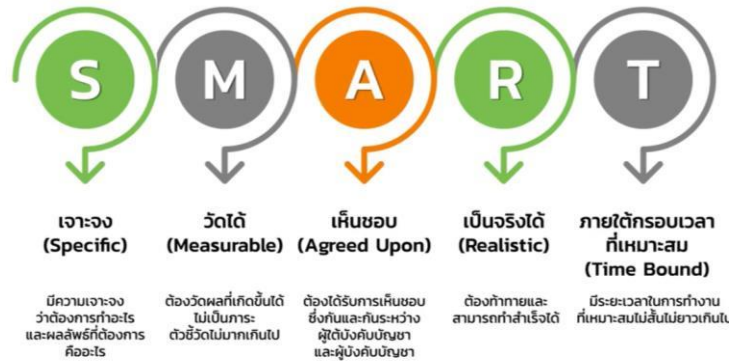 S M A R T
เจาะจง
(Specific)
มีความเจาะจง
ว่าต้องการทำอะไร
และผลลัพธ์ที่ต้องการ
คืออะไร
วัดได้
(Measurable)
ต้องวัดผลที่เกิดขึ้นได้
ไม่เป็นภาระ
ตัวชี้วัดไม่มากเกินไป
เห็นชอบ
(Agreed Upon)
ต้องได้รับการเห็นชอบ
ซึ่งกันและกันระหว่าง
ผู้ใต้บังคับบัญชา
และผู้บังคับบัญชา
เป็นจริงได้
(Realistic)
ต้องท้าทายและ
สามารถทำสำเร็จได้
ภายใต้กรอบเวลา
ที่เหมาะสม
(Time Bound)
มีระยะเวลาในการทำงาน
ที่เหมาะสมไม่สั้นไม่ยาวเกินไป